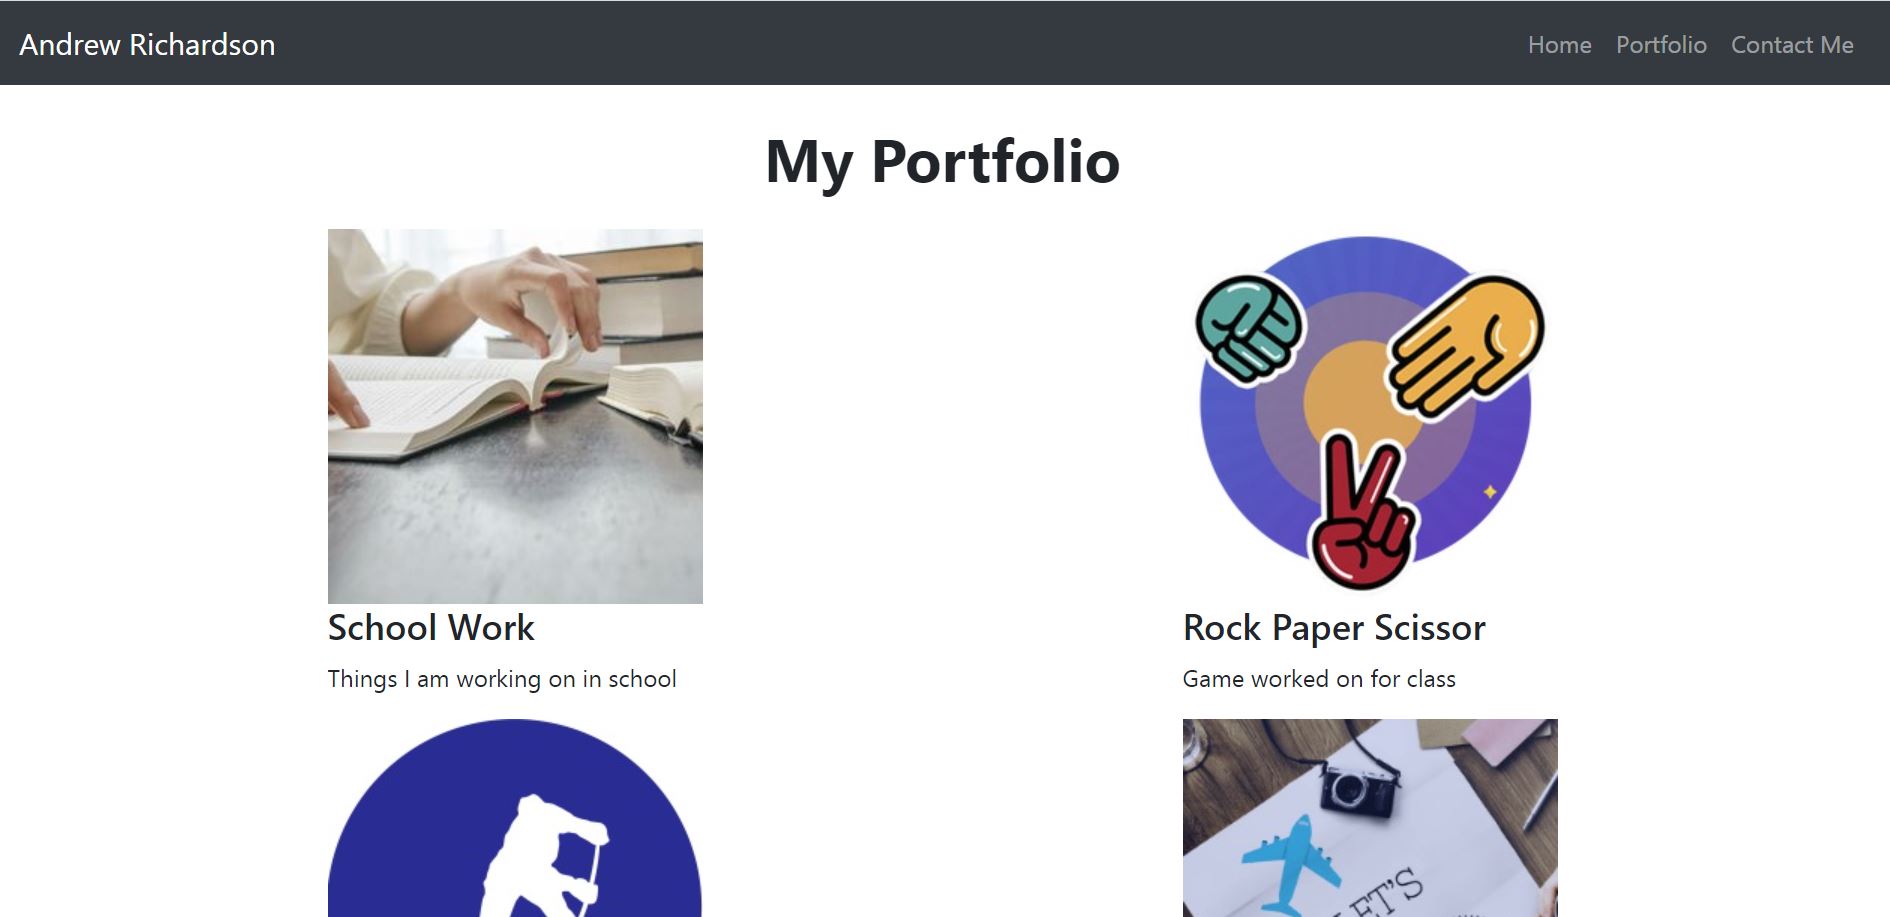 Andrew Richardson
Home Portfolio Contact Me
My Portfolio
School Work
Things I am working on in school
Rock Paper Scissor
Game worked on for class
LET'S